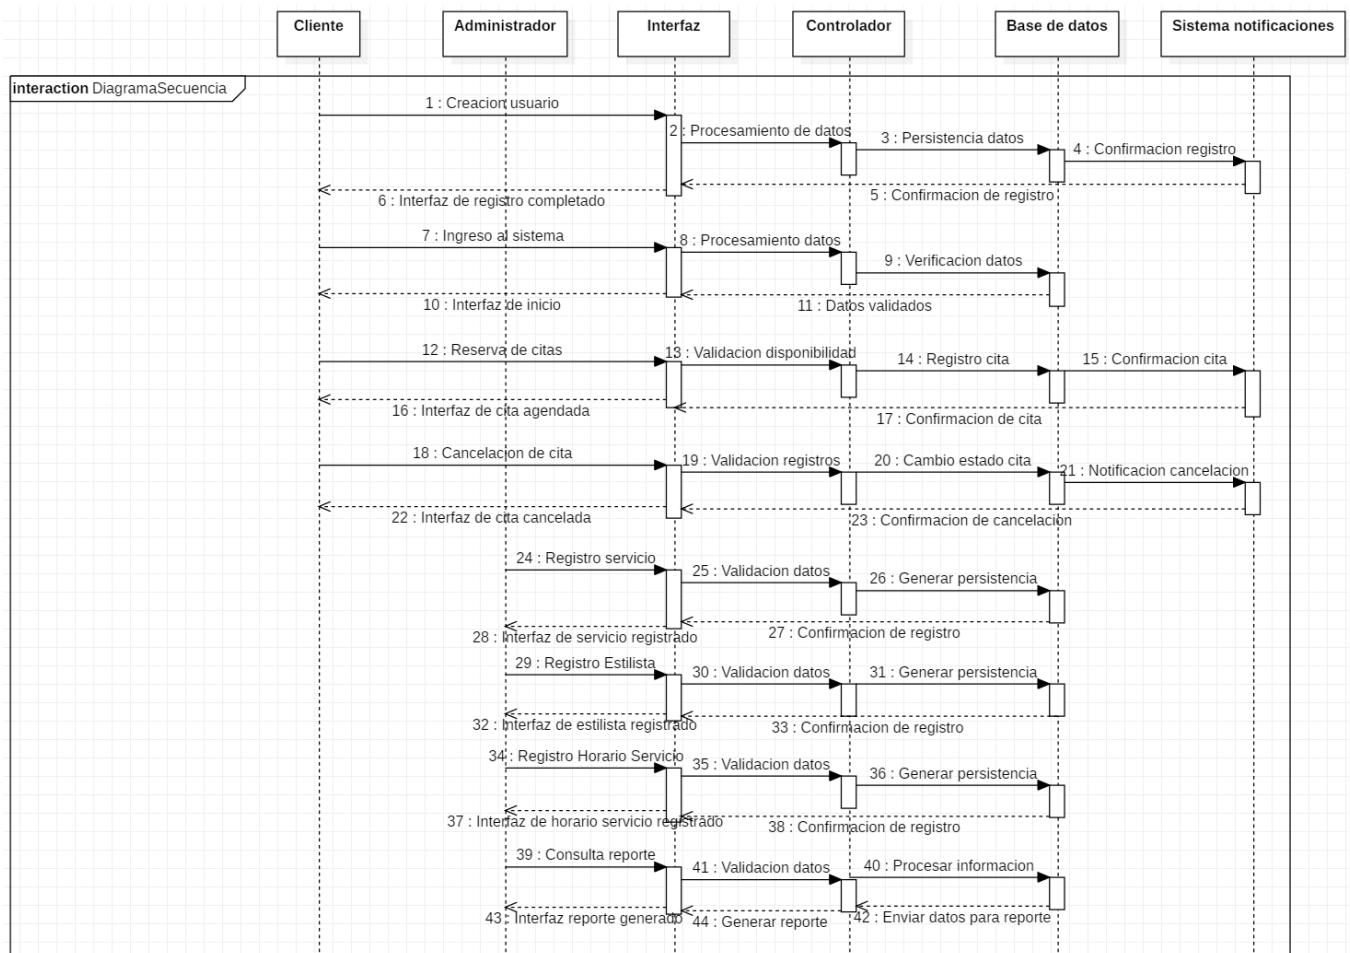 Cliente
Administrador
Interfaz
Controlador
Base de datos
Sistema notificaciones
interaction DiagramaSecuencia
1 : Creacion usuario
2 : Procesamiento de datos
3 : Persistencia datos
4 : Confirmacion registro
5 : Confirmacion de registro
6 : Interfaz de registro completado
7 : Ingreso al sistema
8 : Procesamiento datos
9 : Verificacion datos
10 : Interfaz de inicio
11 : Datos validados
12 : Reserva de citas
13 : Validacion disponibilidad
14 : Registro cita
15 : Confirmacion cita
16 : Interfaz de cita agendada
17 : Confirmacion de cita
18 : Cancelacion de cita
19 : Validacion registros
20 : Cambio estado cita
21 : Notificacion cancelacion
22 : Interfaz de cita cancelada
23 : Confirmacion de cancelacion
24 : Registro servicio
25 : Validacion datos
26 : Generar persistencia
27 : Confirmacion de registro
28 : Interfaz de servicio registrado
29 : Registro Estilista
30 : Validacion datos
31 : Generar persistencia
32 : Interfaz de estilista registrado
33 : Confirmacion de registro
34 : Registro Horario Servicio
35 : Validacion datos
36 : Generar persistencia
37 : Interfaz de horario servicio registrado
38 : Confirmacion de registro
39 : Consulta reporte
41 : Validacion datos
40 : Procesar informacion
43 : Interfaz reporte generado
44 : Generar reporte
42 : Enviar datos para reporte